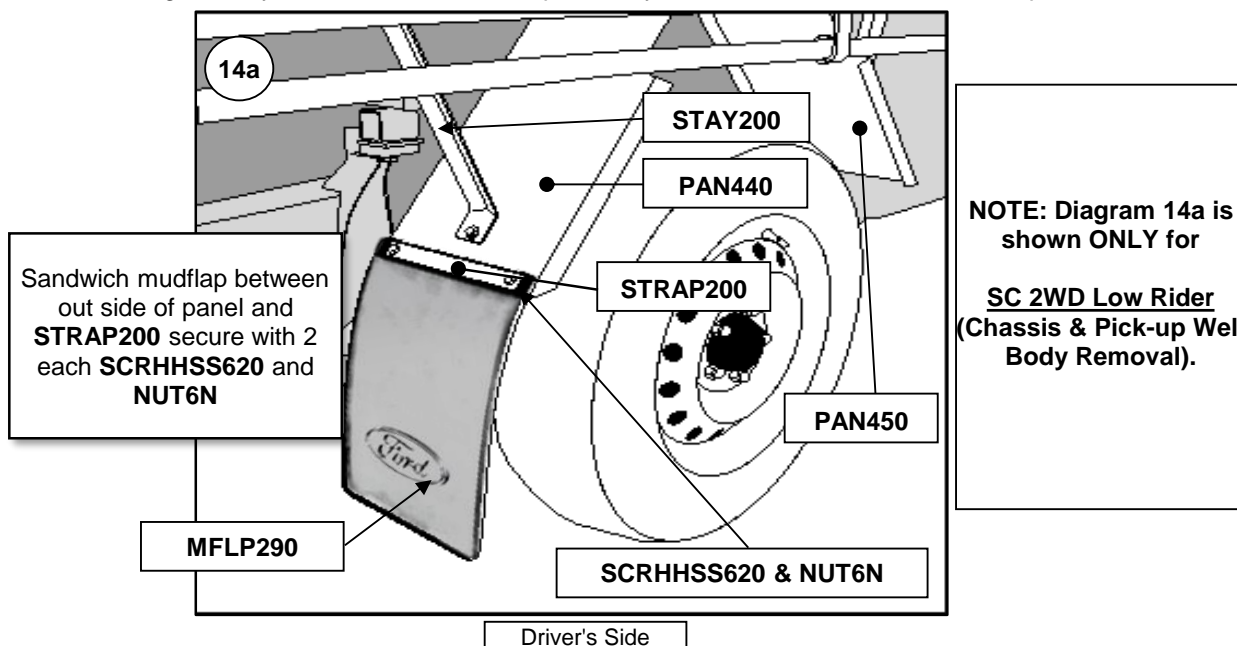 14a
STAY200
PAN440
STRAP200
PAN450
Sandwich mudflap between
out side of panel and
STRAP200 secure with 2
each SCRHHSS620 and
NUT6N
Ford
MFLP290
SCRHHSS620 & NUT6N
Driver's Side
NOTE: Diagram 14a is
shown ONLY for
SC 2WD Low Rider
(Chassis & Pick-up Wel
Body Removal).